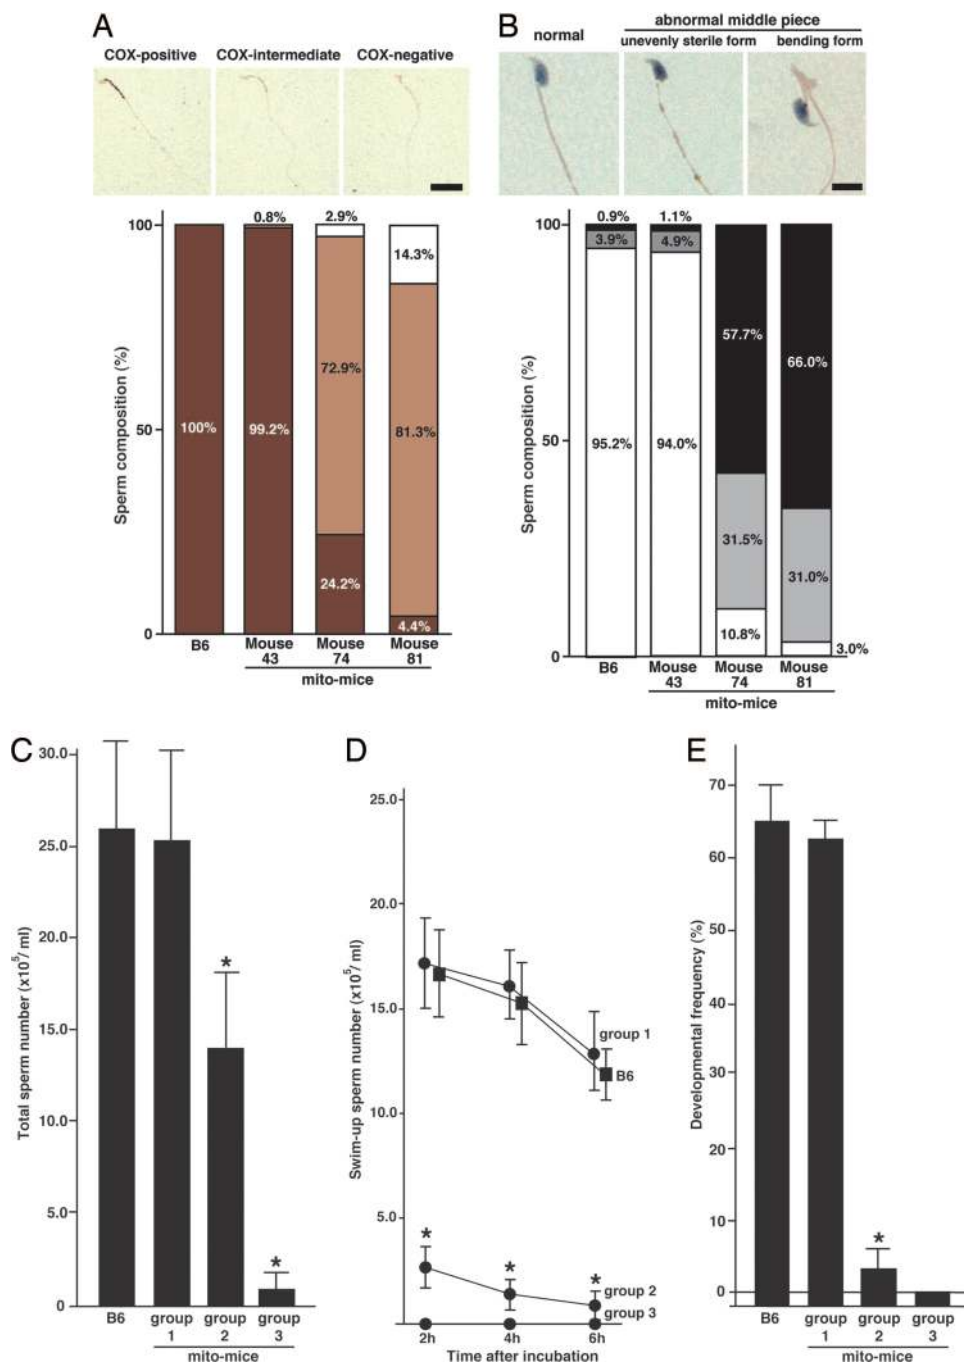 A
COX-positive COX-intermediate COX-negative
0.8% 2.9%
100
14.3%
72.9%
Sperm composition (%)
50
100% 99.2% 81.3%
24.2%
4.4%
0
B6 Mouse 43 Mouse 74 Mouse 81
mito-mice
B
abnormal middle piece
normal unevenly sterile form bending form
0.9% 1.1%
100
3.9% 4.9%
57.7%
66.0%
Sperm composition (%)
50
95.2% 94.0%
31.5%
31.0%
10.8%
3.0%
0
B6 Mouse 43 Mouse 74 Mouse 81
mito-mice
C
30.0
25.0
20.0
15.0
10.0
5.0
0
Total sperm number (x10⁵/ ml)
*
*
B6 group 1 group 2 group 3
mito-mice
D
25.0
20.0
15.0
10.0
5.0
Swim-up sperm number (x10⁵/ ml)
group 1
B6
* * *
group 2
group 3
2h 4h 6h
Time after incubation
E
70
60
50
40
30
20
10
0
Developmental frequency (%)
*
B6 group 1 group 2 group 3
mito-mice